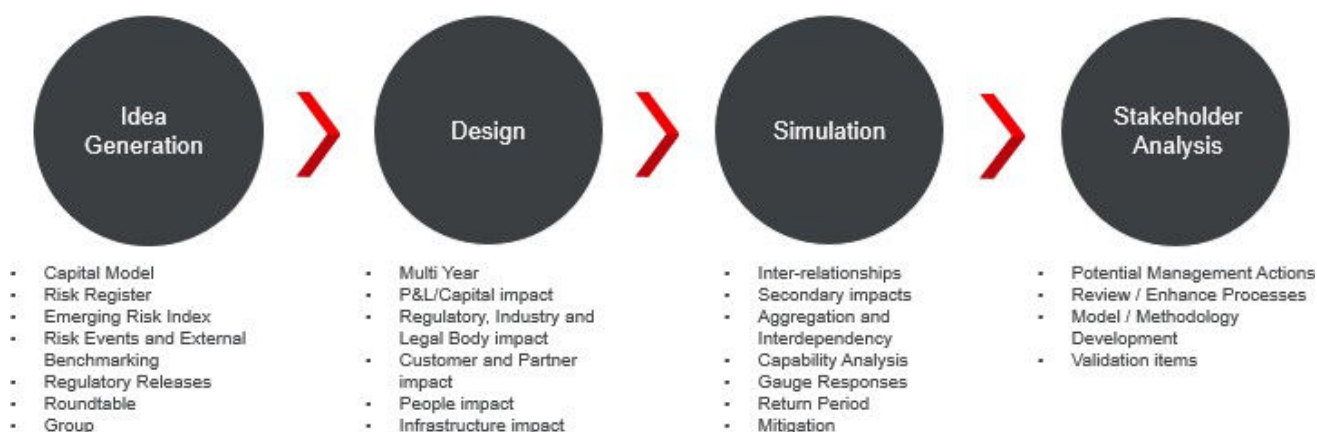 Idea
Generation
Design
Simulation
Stakeholder
Analysis
▪ Capital Model
▪ Risk Register
▪ Emerging Risk Index
▪ Risk Events and External
Benchmarking
▪ Regulatory Releases
▪ Roundtable
▪ Group
▪ Multi Year
▪ P&L/Capital impact
▪ Regulatory, Industry and
Legal Body impact
▪ Customer and Partner
impact
▪ People impact
▪ Infrastructure impact
▪ Inter-relationships
▪ Secondary impacts
▪ Aggregation and
Interdependency
▪ Capability Analysis
▪ Gauge Responses
▪ Return Period
▪ Mitigation
▪ Potential Management Actions
▪ Review / Enhance Processes
▪ Model / Methodology
Development
▪ Validation items